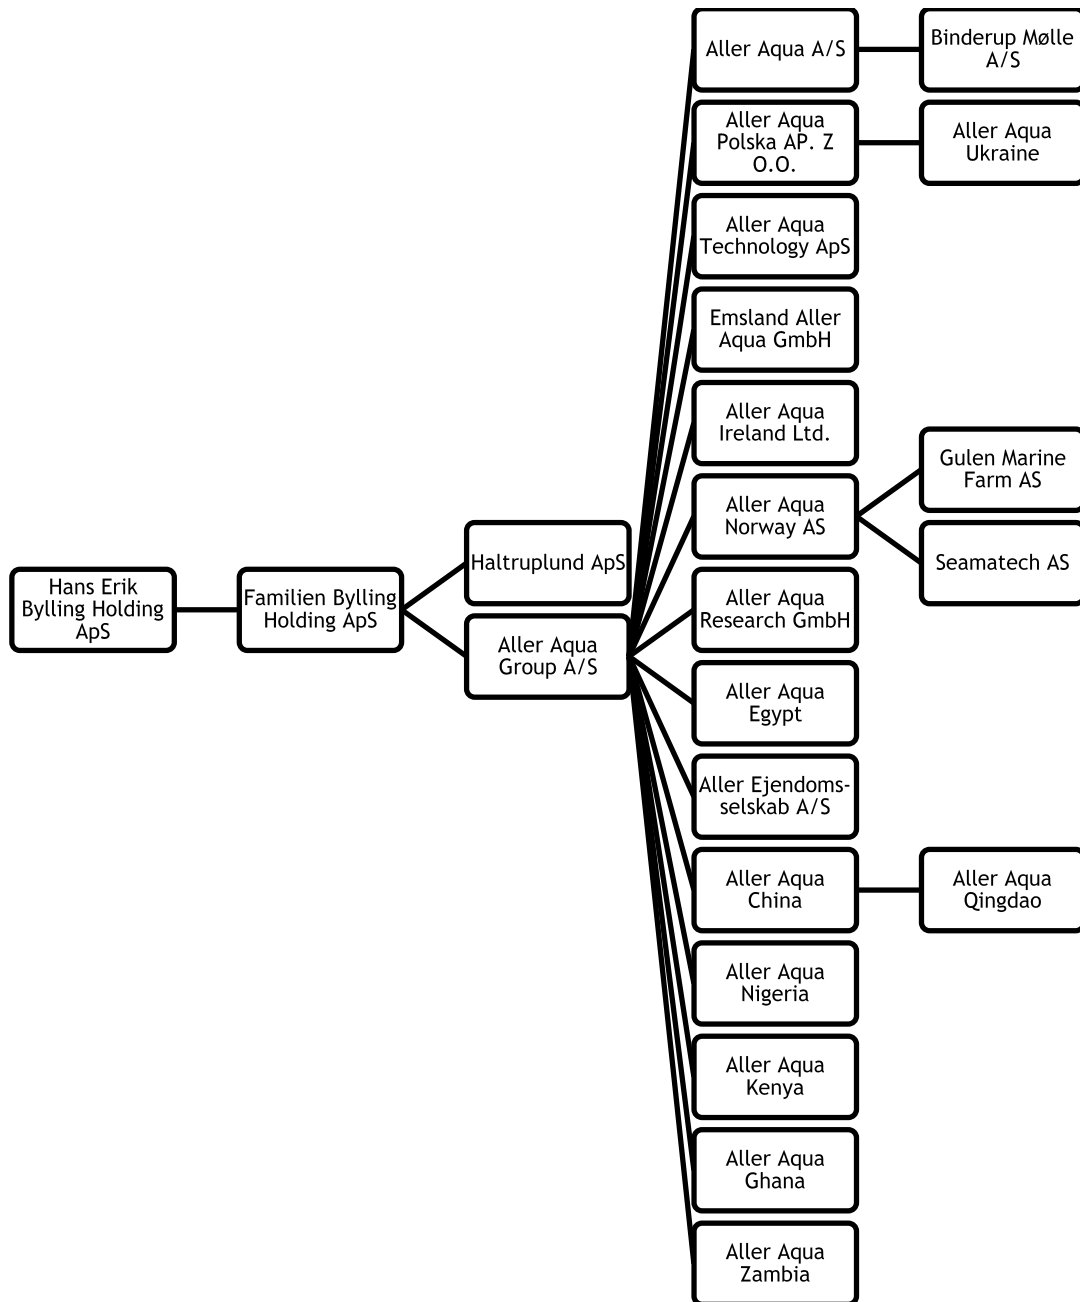 Hans Erik
Bylling Holding
ApS
Familien Bylling
Holding ApS
Haltruplund ApS
Aller Aqua
Group A/S
Aller Aqua A/S
Binderup Mølle
A/S
Aller Aqua
Polska AP. Z
O.O.
Aller Aqua
Ukraine
Aller Aqua
Technology ApS
Emsland Aller
Aqua GmbH
Aller Aqua
Ireland Ltd.
Aller Aqua
Norway AS
Gulen Marine
Farm AS
Seamatech AS
Aller Aqua
Research GmbH
Aller Aqua
Egypt
Aller Ejendoms-
selskab A/S
Aller Aqua
China
Aller Aqua
Qingdao
Aller Aqua
Nigeria
Aller Aqua
Kenya
Aller Aqua
Ghana
Aller Aqua
Zambia